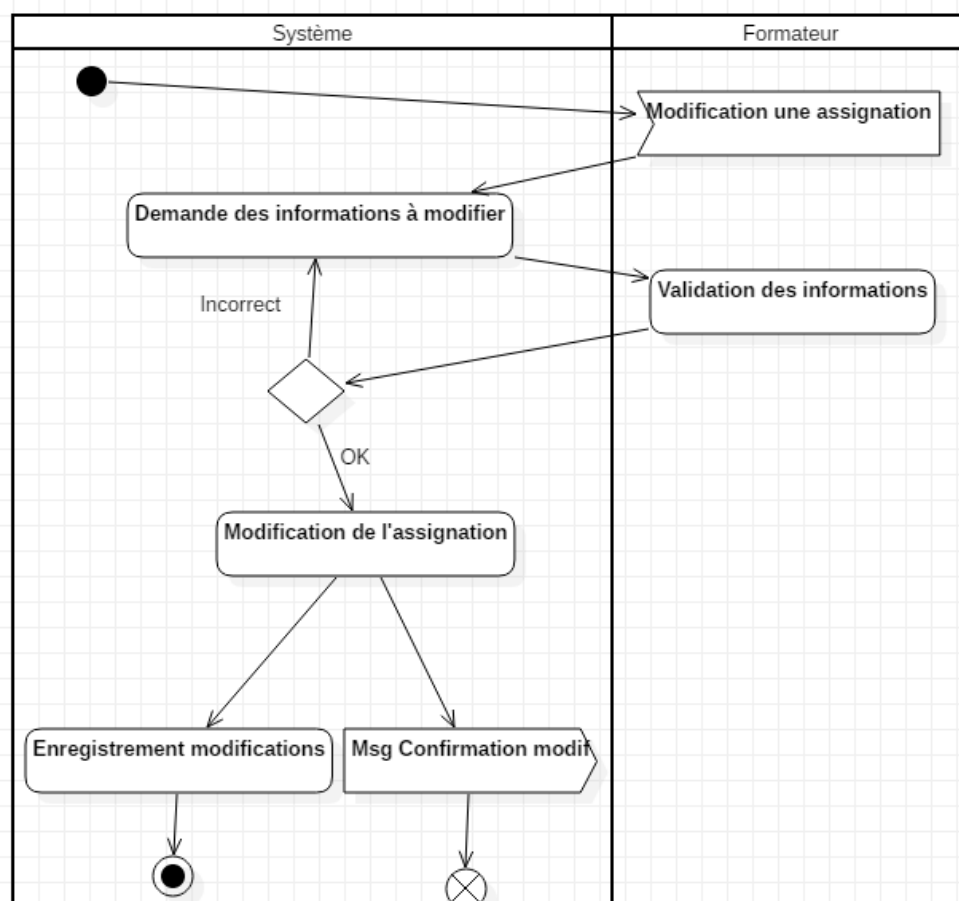 Système
Formateur
Modification une assignation
Demande des informations à modifier
Validation des informations
Incorrect
OK
Modification de l'assignation
Enregistrement modifications
Msg Confirmation modif